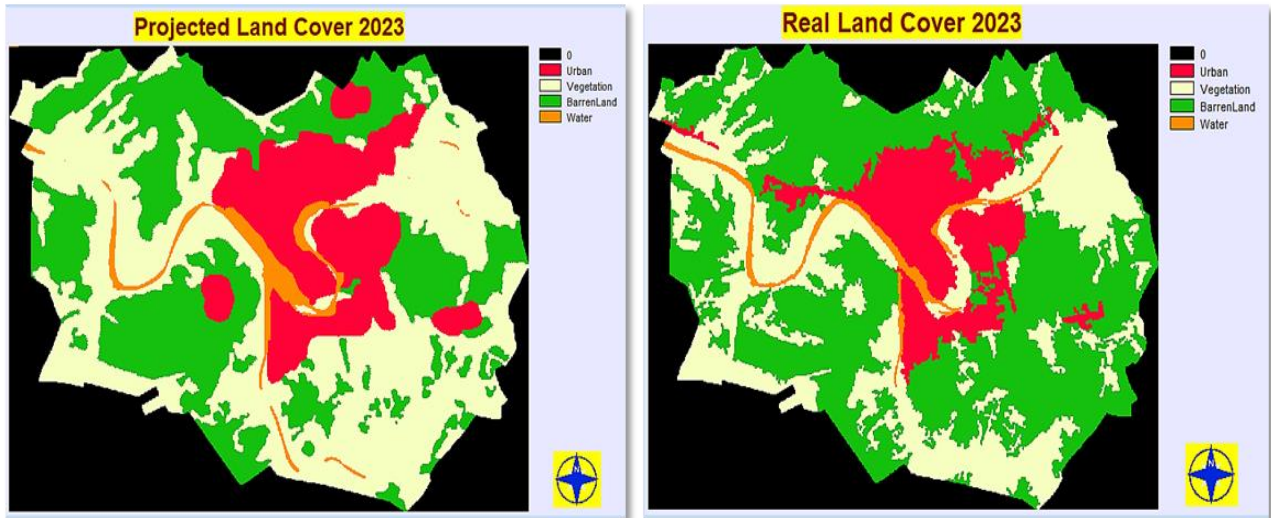 Projected Land Cover 2023
0
Urban
Vegetation
BarrenLand
Water
N
Real Land Cover 2023
0
Urban
Vegetation
BarrenLand
Water
N